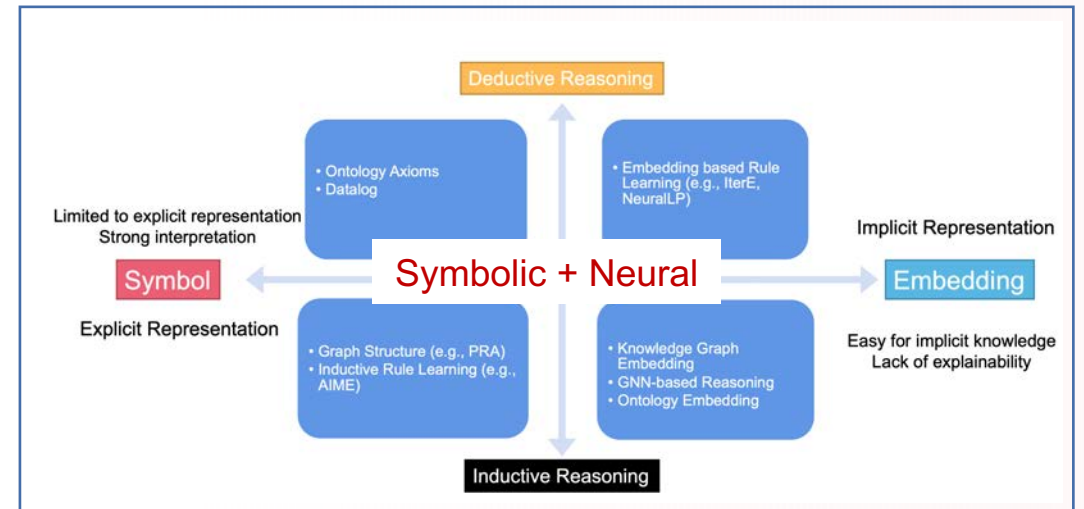 Deductive Reasoning
• Ontology Axioms
• Datalog
• Embedding based Rule
Learning (e.g., IterE,
NeuralLP)
Limited to explicit representation
Strong interpretation
Symbol
Explicit Representation
Symbolic + Neural
Implicit Representation
Embedding
Easy for implicit knowledge
Lack of explainability
• Graph Structure (e.g., PRA)
• Inductive Rule Learning (e.g.,
AIME)
• Knowledge Graph
Embedding
• GNN-based Reasoning
• Ontology Embedding
Inductive Reasoning